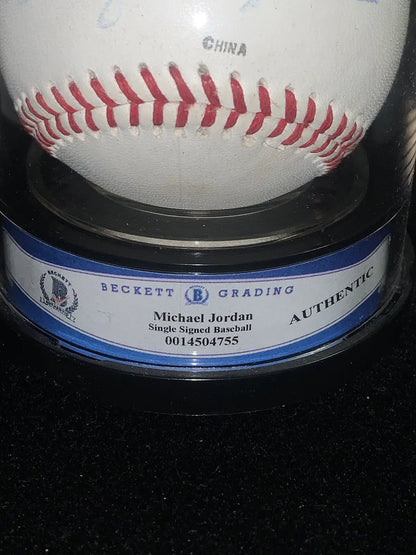 CHINA
BECKETT B GRADING
Michael Jordan
Single Signed Baseball
0014504755
AUTHENTIC